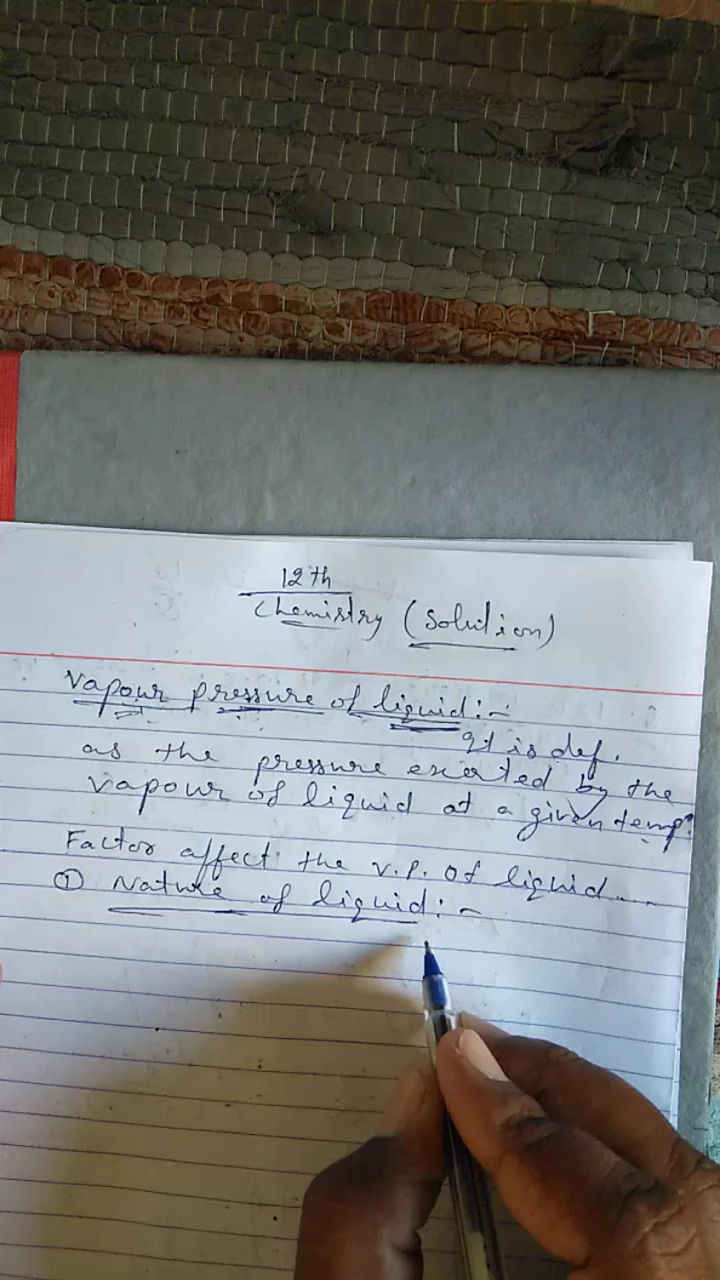 12th
Chemistry (Solution)
Vapour pressure of liquid:-
It is def.
as the pressure exerted by the
vapour of liquid at a given temp.
Factor affect the v.p. of liquid...
① Nature of liquid:-